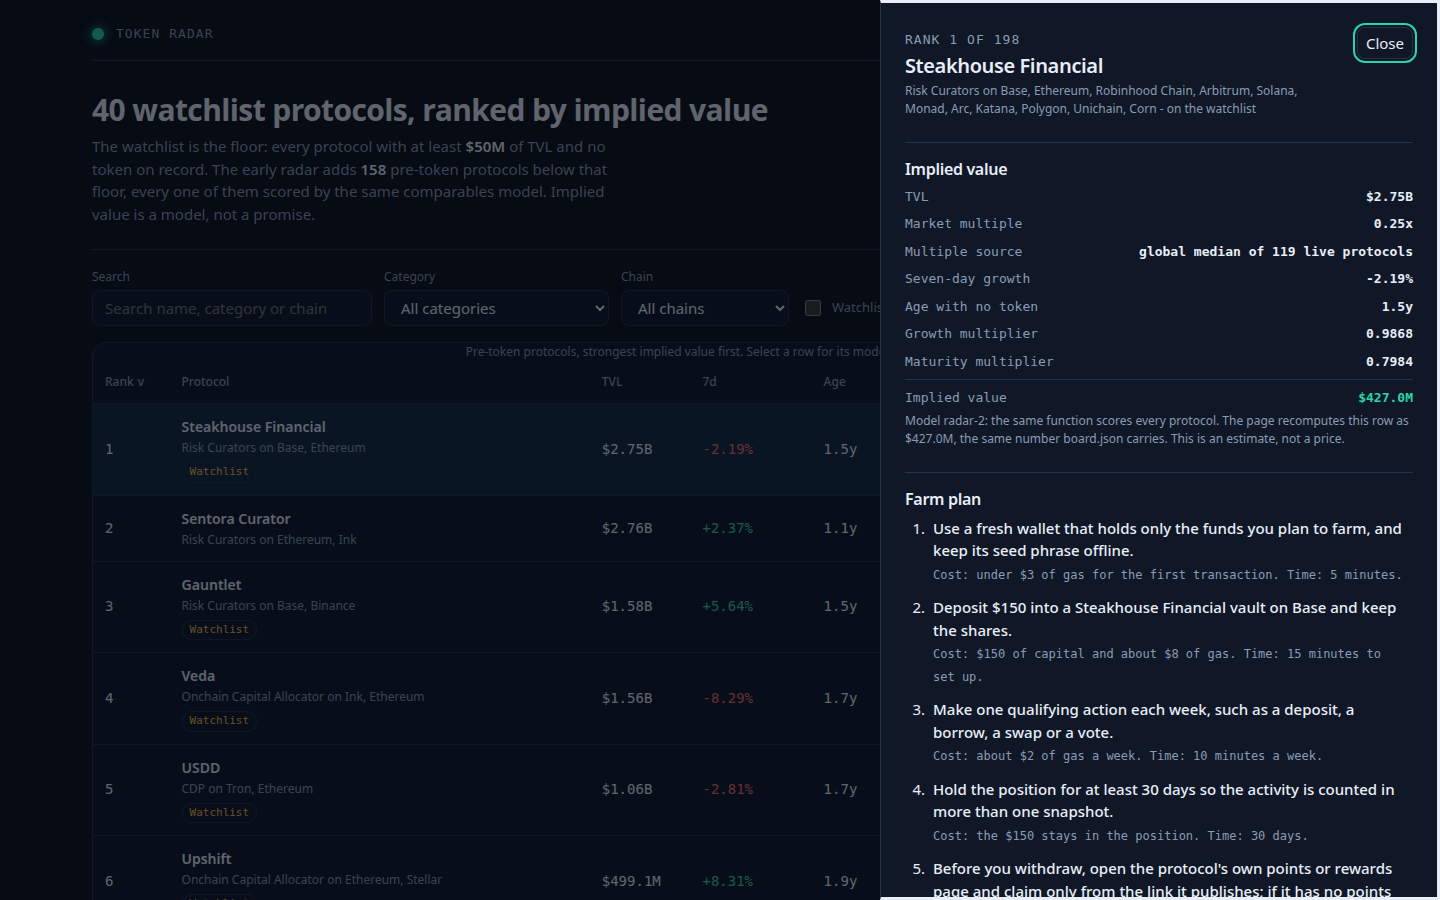 TOKEN RADAR
40 watchlist protocols, ranked by implied value
The watchlist is the floor: every protocol with at least $50M of TVL and no
token on record. The early radar adds 158 pre-token protocols below that
floor, every one of them scored by the same comparables model. Implied
value is a model, not a promise.
Search
Category
Chain
Search name, category or chain
All categories
All chains
Pre-token protocols, strongest implied value first. Select a row for its
Rank v
Protocol
TVL
7d
Age
1
Steakhouse Financial
Risk Curators on Base, Ethereum
Watchlist
$2.75B
-2.19%
1.5y
2
Sentora Curator
Risk Curators on Ethereum, Ink
$2.76B
+2.37%
1.1y
3
Gauntlet
Risk Curators on Base, Binance
Watchlist
$1.58B
+5.64%
1.5y
4
Veda
Onchain Capital Allocator on Ink, Ethereum
Watchlist
$1.56B
-8.29%
1.7y
5
USDD
CDP on Tron, Ethereum
Watchlist
$1.06B
-2.81%
1.7y
6
Upshift
Onchain Capital Allocator on Ethereum, Stellar
$499.1M
+8.31%
1.9y
RANK 1 OF 198
Close
Steakhouse Financial
Risk Curators on Base, Ethereum, Robinhood Chain, Arbitrum, Solana,
Monad, Arc, Katana, Polygon, Unichain, Corn - on the watchlist
Implied value
TVL $2.75B
Market multiple 0.25x
Multiple source global median of 119 live protocols
Seven-day growth -2.19%
Age with no token 1.5y
Growth multiplier 0.9868
Maturity multiplier 0.7984
Implied value $427.0M
Model radar-2: the same function scores every protocol. The page recomputes this row as
$427.0M, the same number board.json carries. This is an estimate, not a price.
Farm plan
1. Use a fresh wallet that holds only the funds you plan to farm, and
keep its seed phrase offline.
Cost: under $3 of gas for the first transaction. Time: 5 minutes.
2. Deposit $150 into a Steakhouse Financial vault on Base and keep
the shares.
Cost: $150 of capital and about $8 of gas. Time: 15 minutes to
set up.
3. Make one qualifying action each week, such as a deposit, a
borrow, a swap or a vote.
Cost: about $2 of gas a week. Time: 10 minutes a week.
4. Hold the position for at least 30 days so the activity is counted in
more than one snapshot.
Cost: the $150 stays in the position. Time: 30 days.
5. Before you withdraw, open the protocol's own points or rewards
page and claim only from the link it publishes; if it has no points